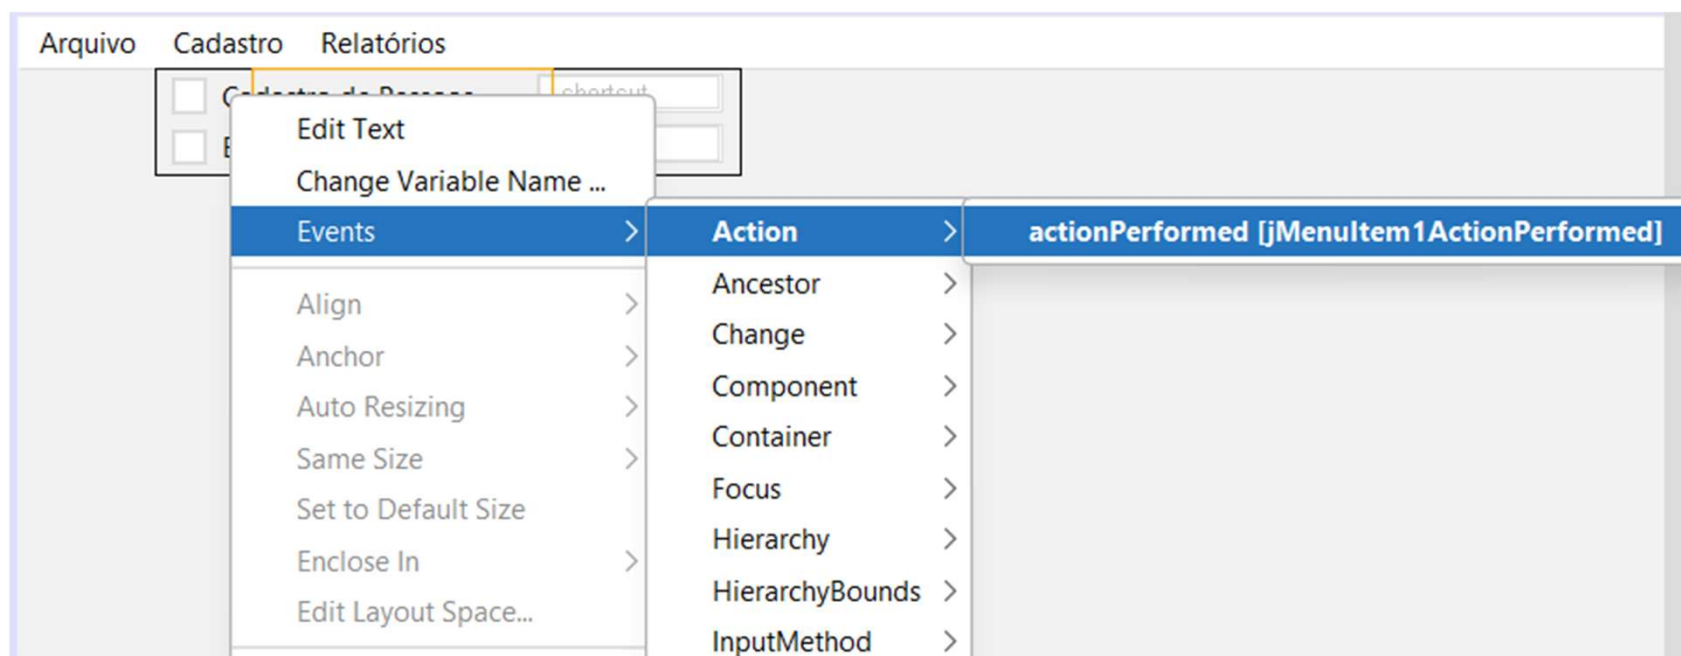 Arquivo Cadastro Relatórios
shortcut
Edit Text
Change Variable Name ...
Events
Action
actionPerformed [jMenuItem1ActionPerformed]
Align
Ancestor
Anchor
Change
Auto Resizing
Component
Same Size
Container
Set to Default Size
Focus
Enclose In
Hierarchy
Edit Layout Space...
HierarchyBounds
InputMethod